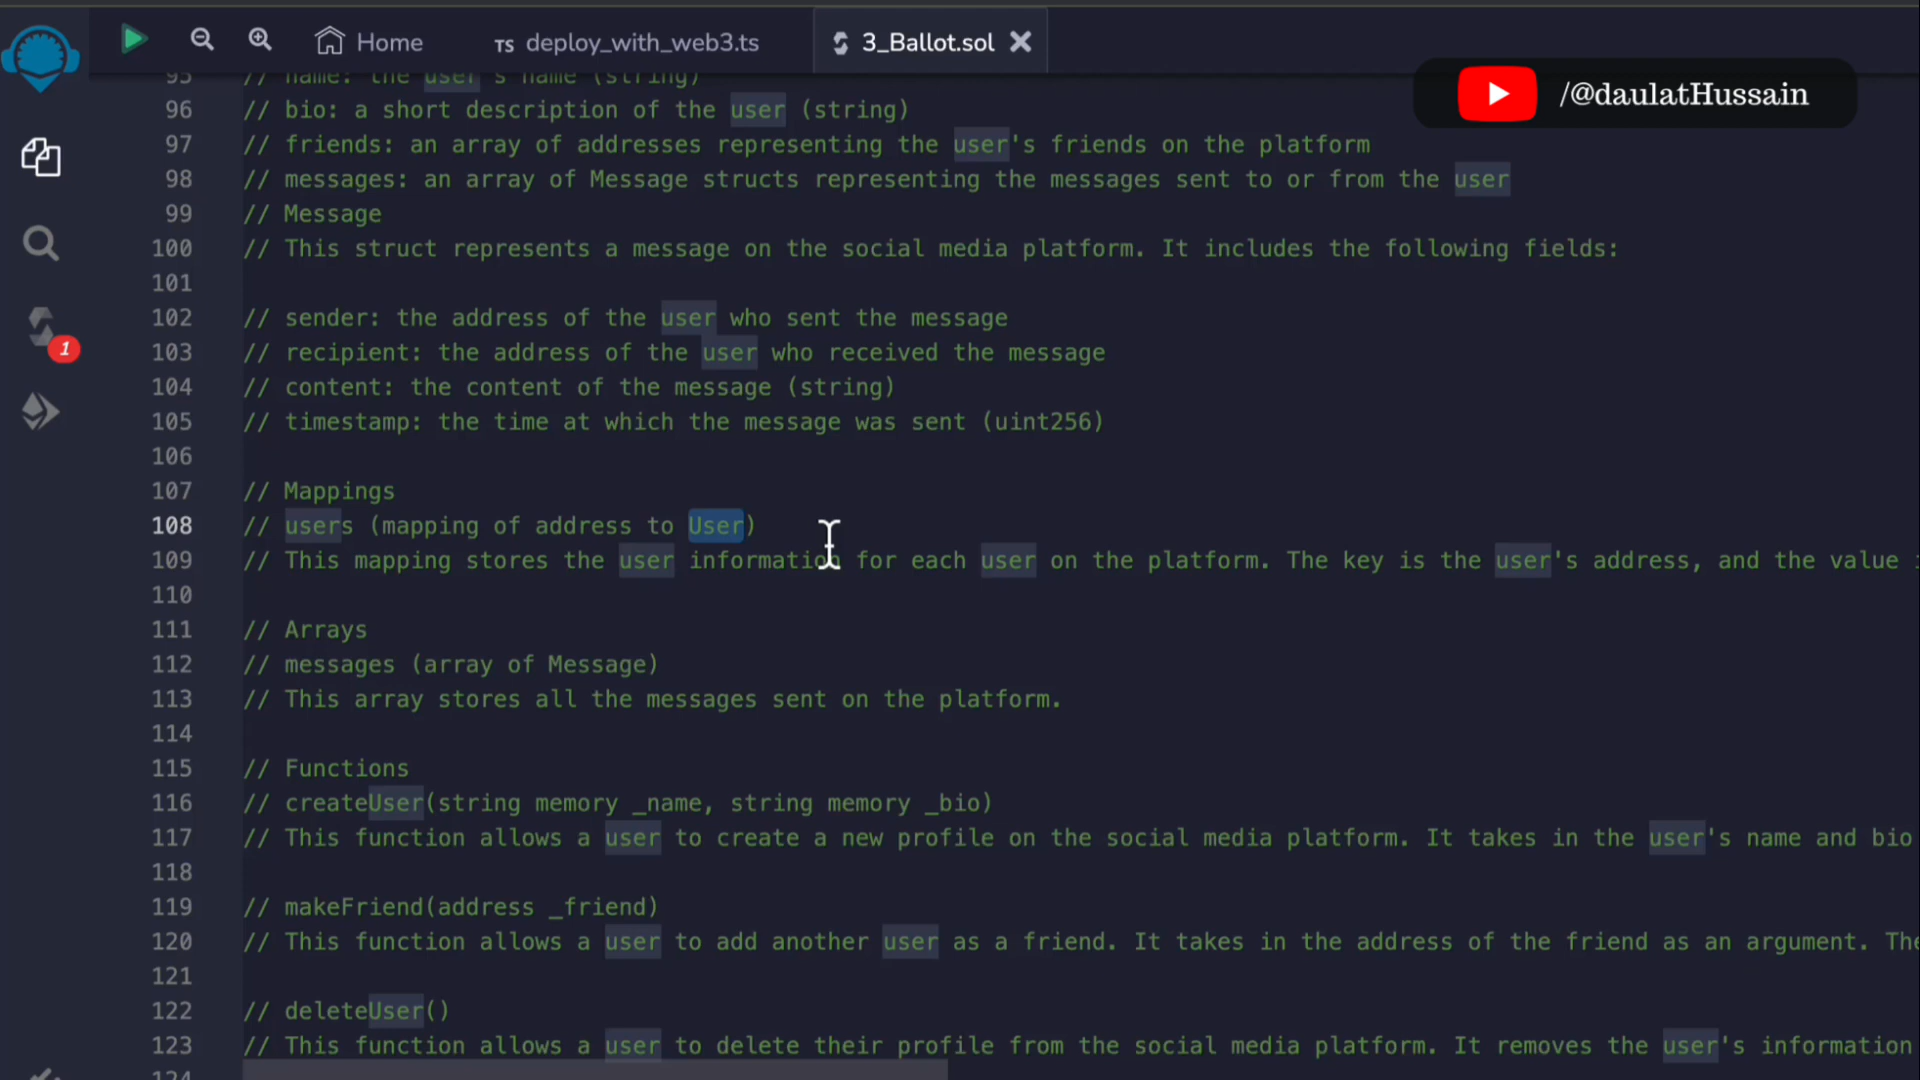 Home
TS deploy_with_web3.ts
3_Ballot.sol
/@daulatHussain
95 // name: the user's name (string)
96 // bio: a short description of the user (string)
97 // friends: an array of addresses representing the user's friends on the platform
98 // messages: an array of Message structs representing the messages sent to or from the user
99 // Message
100 // This struct represents a message on the social media platform. It includes the following fields:
101
102 // sender: the address of the user who sent the message
103 // recipient: the address of the user who received the message
104 // content: the content of the message (string)
105 // timestamp: the time at which the message was sent (uint256)
106
107 // Mappings
108 // users (mapping of address to User)
109 // This mapping stores the user information for each user on the platform. The key is the user's address, and the value
110
111 // Arrays
112 // messages (array of Message)
113 // This array stores all the messages sent on the platform.
114
115 // Functions
116 // createUser(string memory _name, string memory _bio)
117 // This function allows a user to create a new profile on the social media platform. It takes in the user's name and bio
118
119 // makeFriend(address _friend)
120 // This function allows a user to add another user as a friend. It takes in the address of the friend as an argument. The
121
122 // deleteUser()
123 // This function allows a user to delete their profile from the social media platform. It removes the user's information
124
1